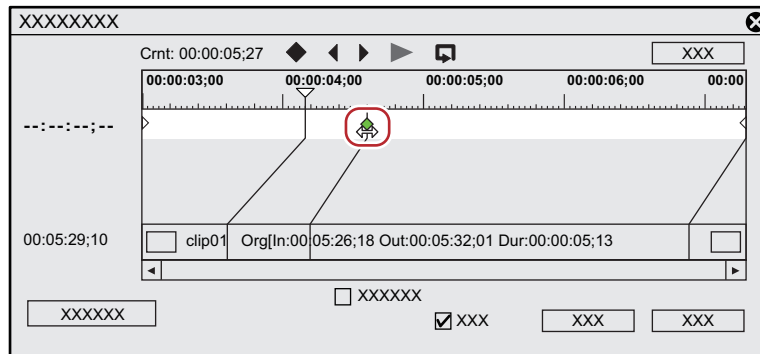 XXXXXXXX
Crnt: 00:00:05;27
XXX
00:00:03;00 00:00:04;00 00:00:05;00 00:00:06;00 00:00
--:--:--;--
00:05:29;10 clip01 Org[In:00:05:26;18 Out:00:05:32;01 Dur:00:00:05;13
XXXXXX
XXXXXX
XXX XXX XXX